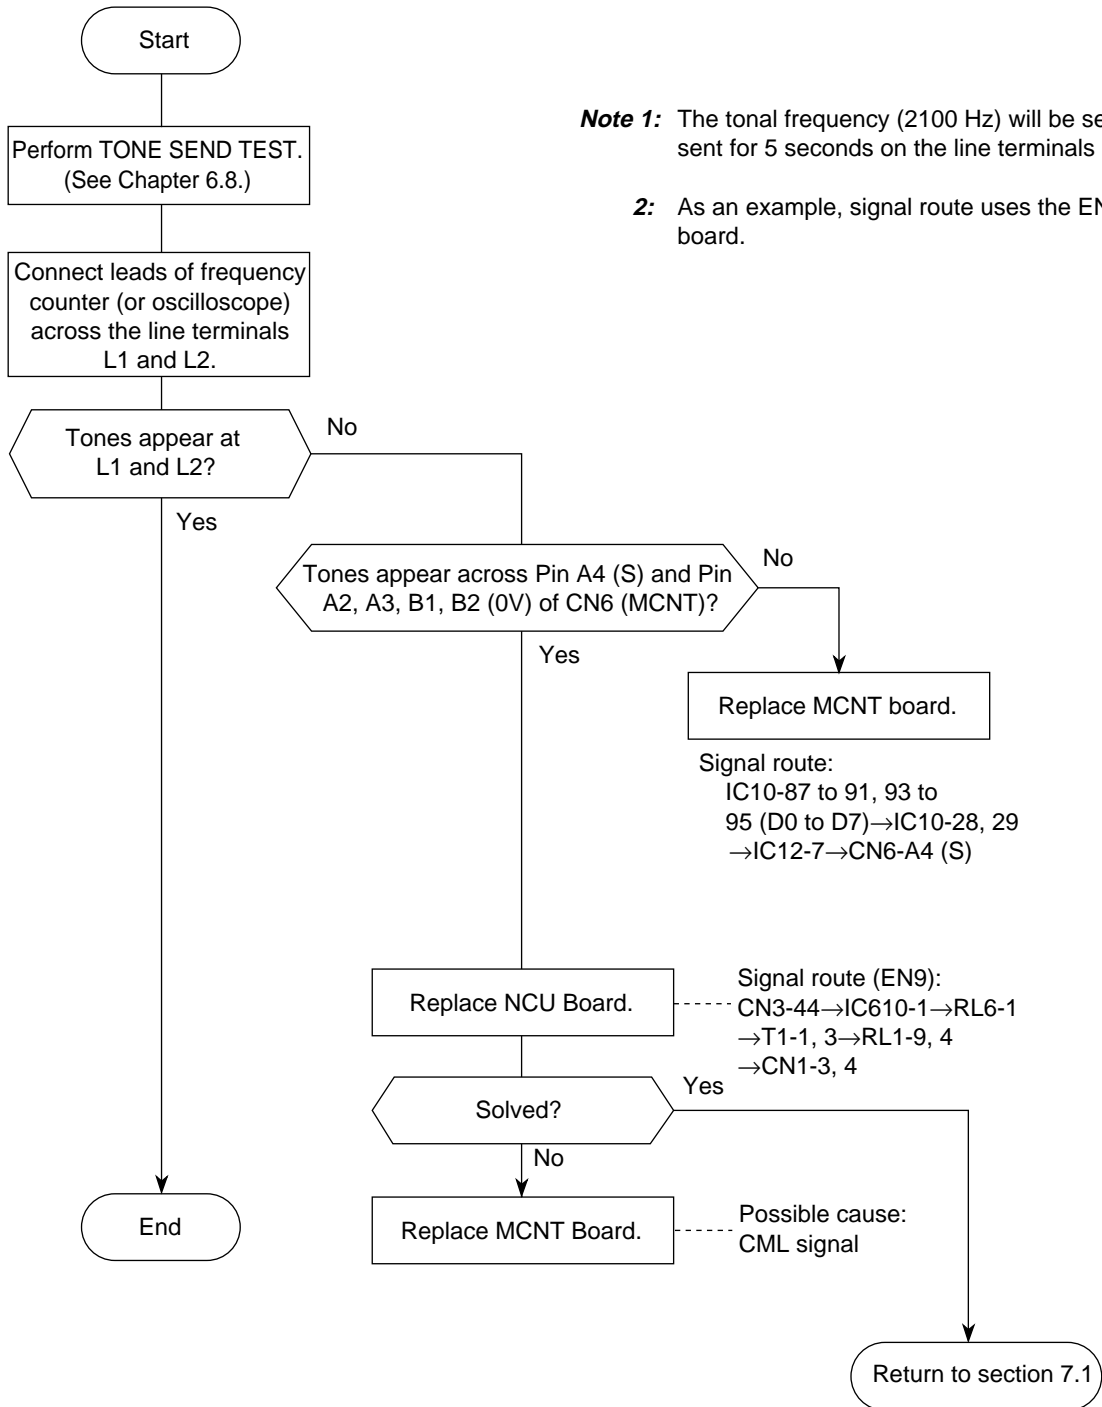 Start
Perform TONE SEND TEST.
(See Chapter 6.8.)
Note 1: The tonal frequency (2100 Hz) will be
sent for 5 seconds on the line terminals
2: As an example, signal route uses the
board.
Connect leads of frequency
counter (or oscilloscope)
across the line terminals
L1 and L2.
Tones appear at
L1 and L2?
No
Yes
Tones appear across Pin A4 (S) and Pin
A2, A3, B1, B2 (0V) of CN6 (MCNT)?
No
Yes
Replace MCNT board.
Signal route:
IC10-87 to 91, 93 to
95 (D0 to D7)→IC10-28, 29
→IC12-7→CN6-A4 (S)
Replace NCU Board.
Signal route (EN9):
CN3-44→IC610-1→RL6-1
→T1-1, 3→RL1-9, 4
→CN1-3, 4
Solved?
Yes
No
Replace MCNT Board.
Possible cause:
CML signal
End
Return to section 7.1